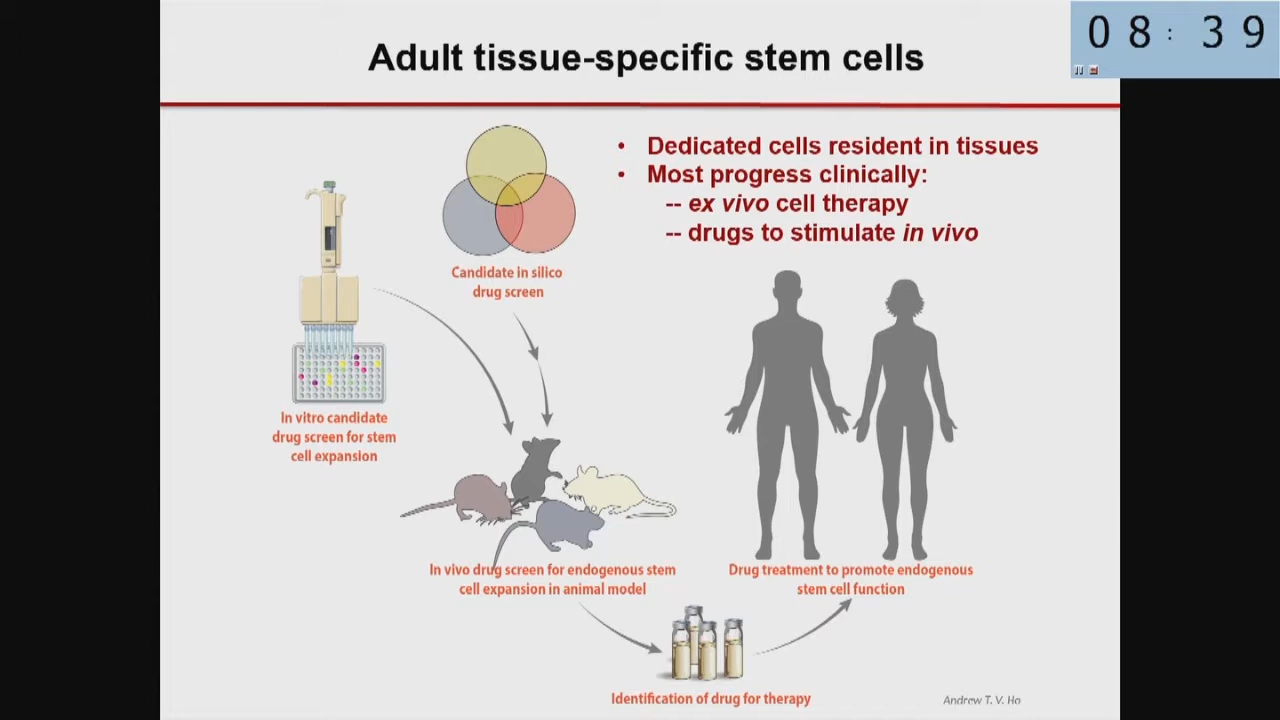 08:39
Adult tissue-specific stem cells
• Dedicated cells resident in tissues
• Most progress clinically:
-- ex vivo cell therapy
-- drugs to stimulate in vivo
Candidate in silico
drug screen
In vitro candidate
drug screen for stem
cell expansion
In vivo drug screen for endogenous stem
cell expansion in animal model
Drug treatment to promote endogenous
stem cell function
Identification of drug for therapy
Andrew T. V. Ho